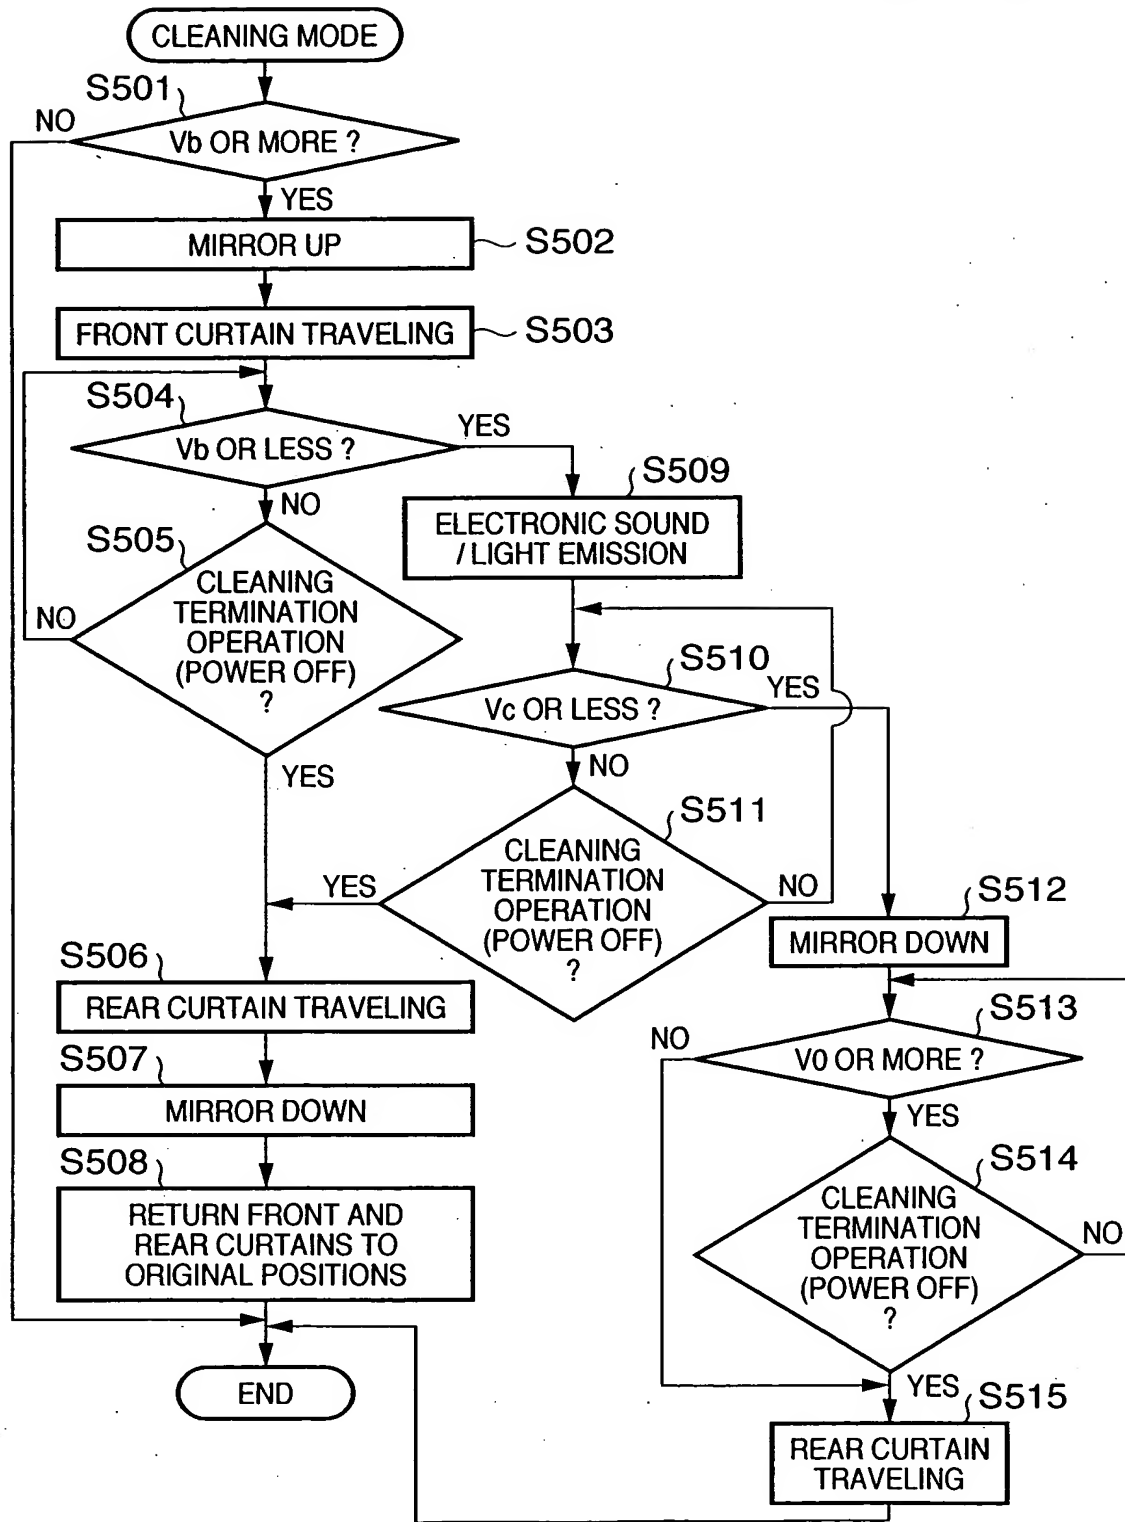 CLEANING MODE
S501
NO
Vb OR MORE ?
YES
MIRROR UP
S502
FRONT CURTAIN TRAVELING
S503
S504
Vb OR LESS ?
YES
NO
S509
ELECTRONIC SOUND
/ LIGHT EMISSION
S505
CLEANING
TERMINATION
OPERATION
(POWER OFF)
?
NO
YES
S510
Vc OR LESS ?
YES
NO
S511
CLEANING
TERMINATION
OPERATION
(POWER OFF)
?
YES
NO
S512
MIRROR DOWN
S506
REAR CURTAIN TRAVELING
S507
MIRROR DOWN
S508
RETURN FRONT AND
REAR CURTAINS TO
ORIGINAL POSITIONS
END
S513
NO
V0 OR MORE ?
YES
S514
CLEANING
TERMINATION
OPERATION
(POWER OFF)
?
NO
YES
S515
REAR CURTAIN
TRAVELING